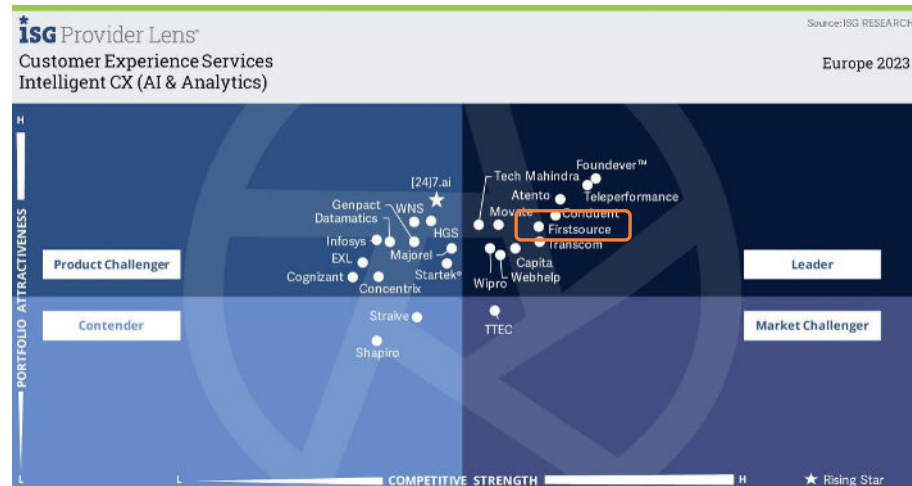 iSG Provider Lens®
Source: ISG RESEARCH
Customer Experience Services
Intelligent CX (AI & Analytics)
Europe 2023
H
PORTFOLIO ATTRACTIVENESS
L
Foundever™
Tech Mahindra
[24]7.ai
Atento
Teleperformance
Genpact
WNS
Movate
Conduent
Datamatics
HGS
Firstsource
Infosys
Majorel
Transcom
EXL
Capita
Product Challenger
Leader
Cognizant
Concentrix
Startek®
Wipro
Webhelp
Contender
Straive
TTEC
Market Challenger
Shapiro
L
COMPETITIVE STRENGTH
H
★ Rising Star